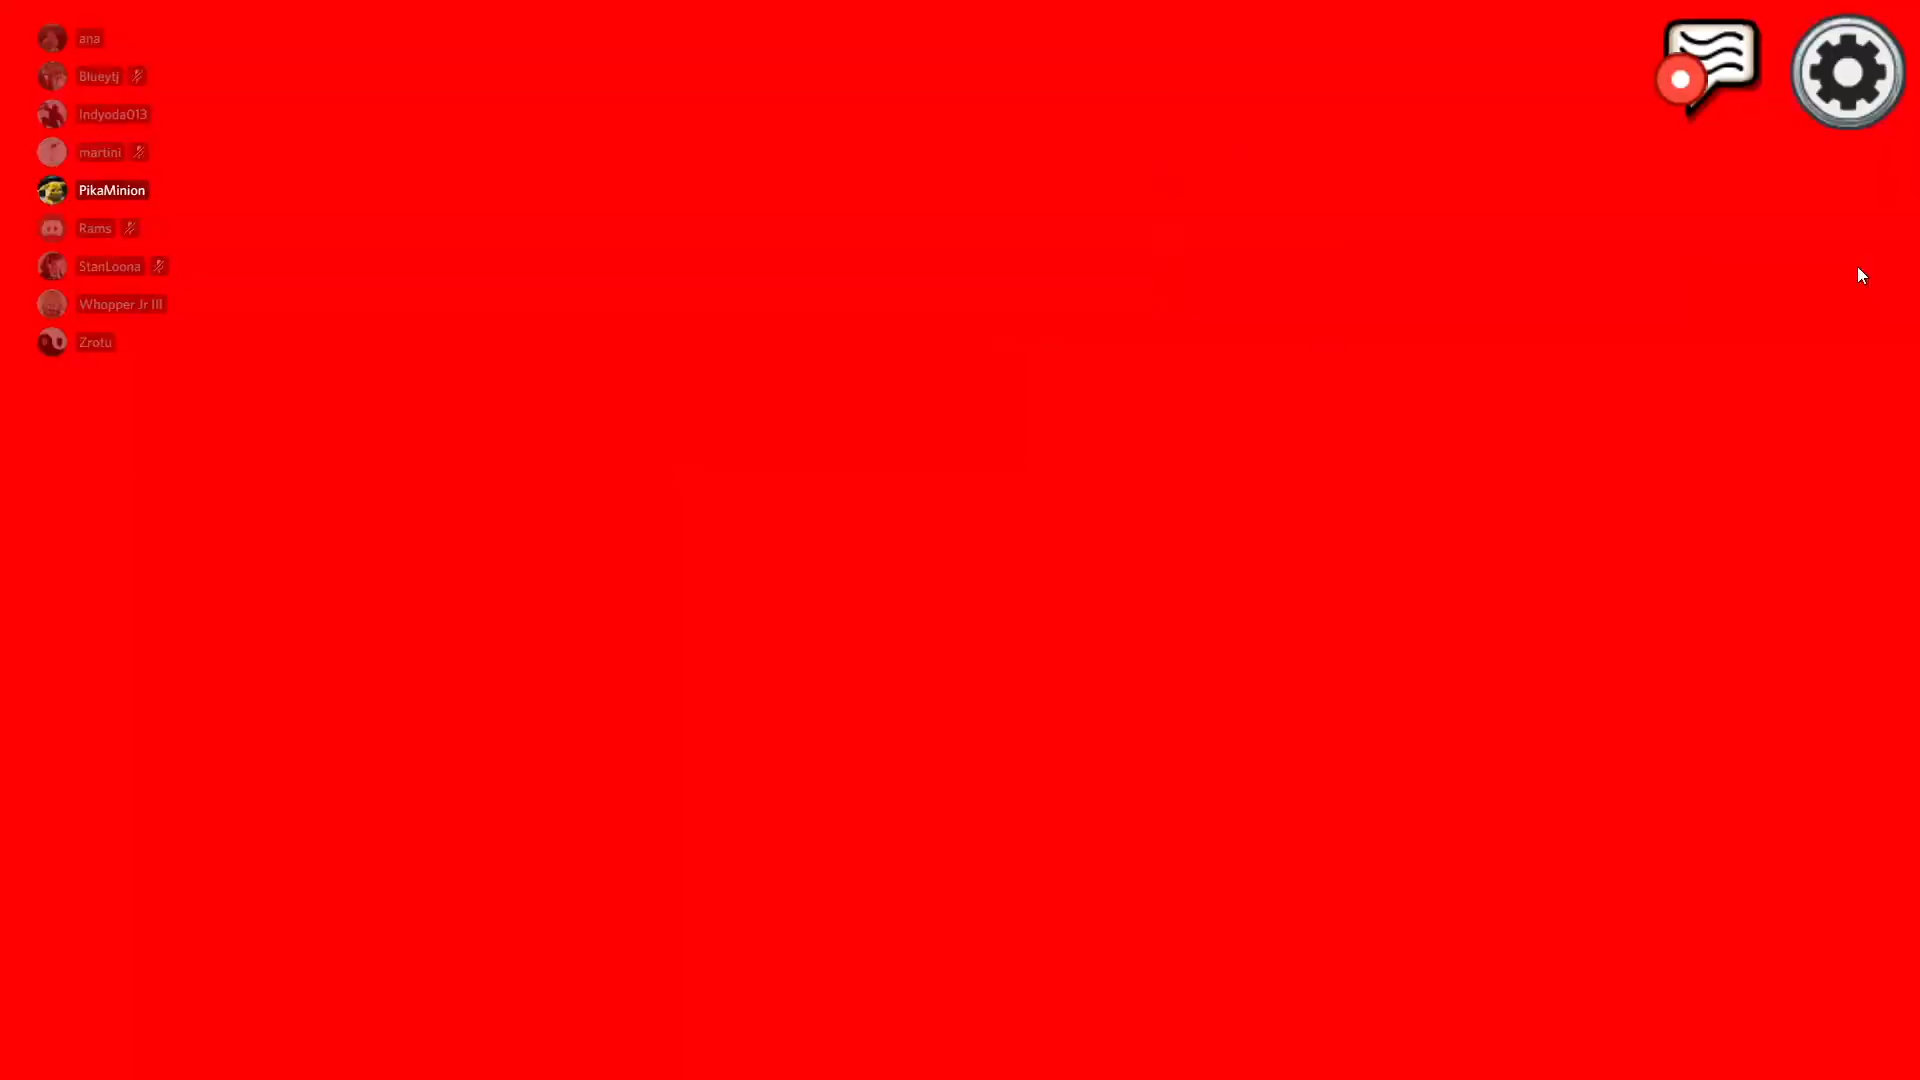 ana
Blueytj
Indyoda013
martini
PikaMinion
Rams
StanLoona
Whopper Jr III
Zrotu